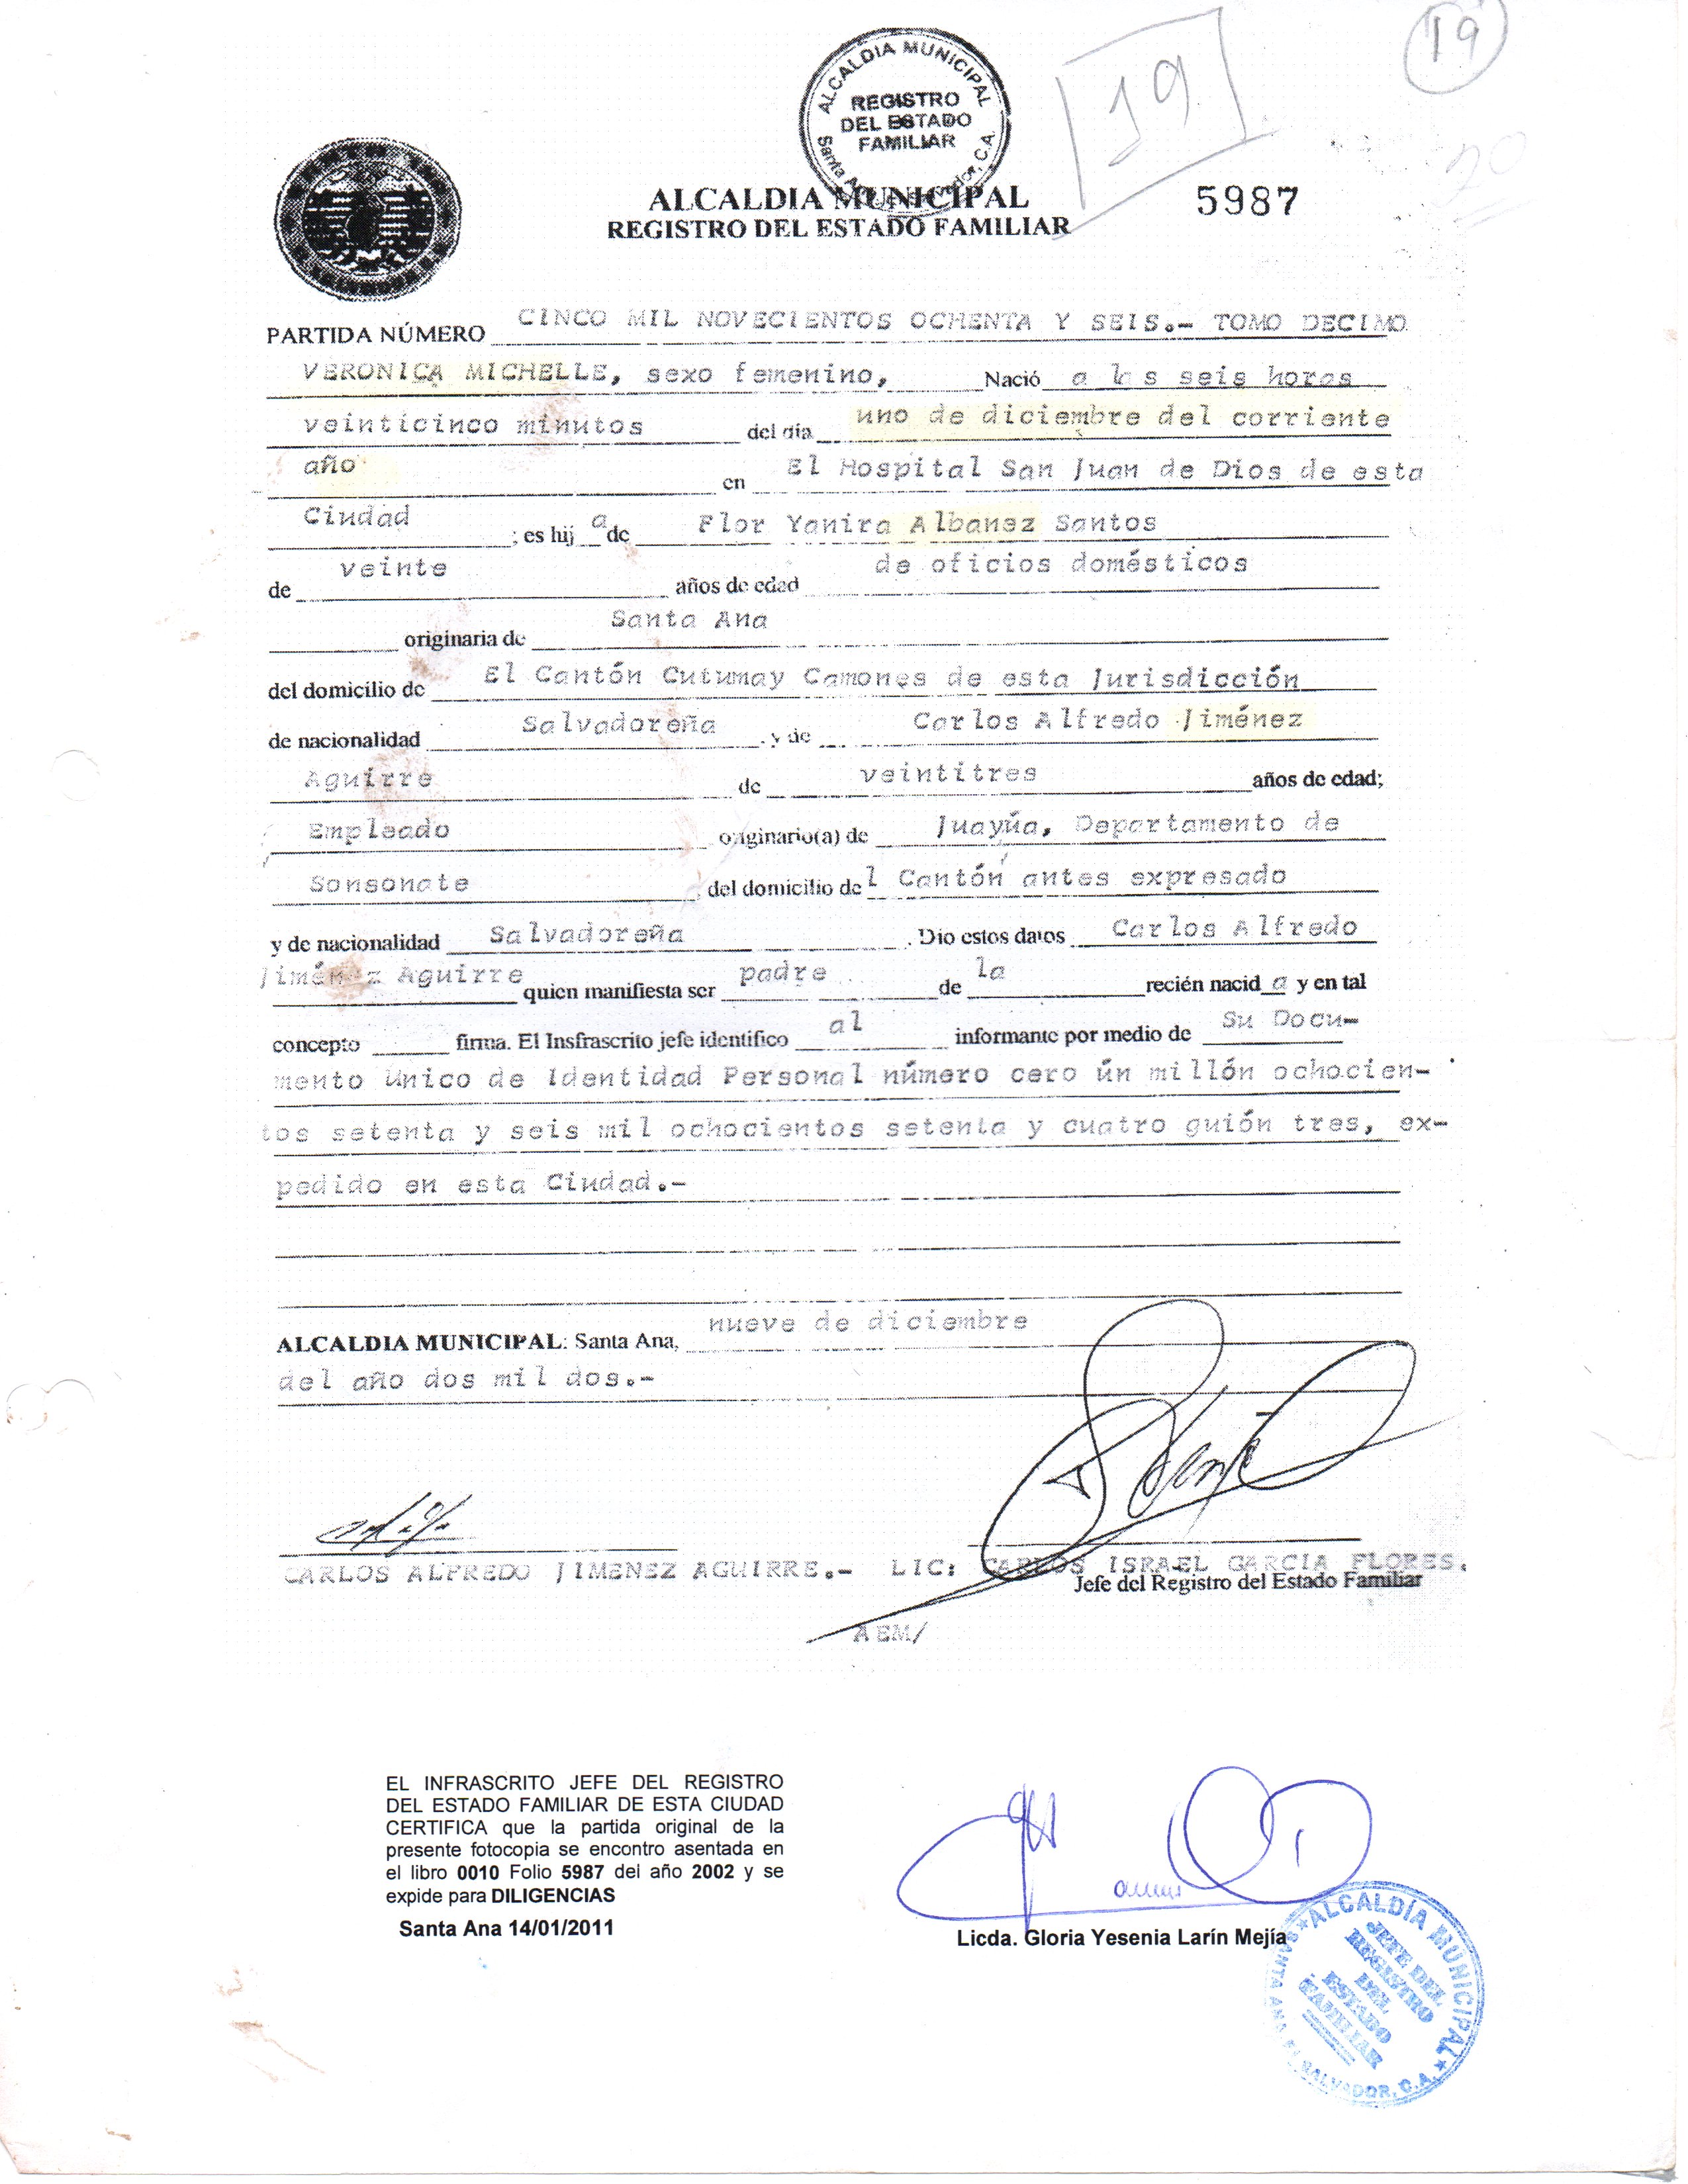 19
19
ALCALDIA MUNICIPAL
REGISTRO
DEL ESTADO
FAMILIAR
Santa Ana, El Salvador, C.A.
ALCALDIA MUNICIPAL
5987
REGISTRO DEL ESTADO FAMILIAR
PARTIDA NÚMERO CINCO MIL NOVECIENTOS OCHENTA Y SEIS.- TOMO DECIMO
VERONICA MICHELLE, sexo femenino, Nació a las seis horas
veinticinco minutos del día uno de diciembre del corriente
año en El Hospital San Juan de Dios de esta
Ciudad ; es hij a de Flor Yanira Albanez Santos
de veinte años de edad de oficios domésticos
originaria de Santa Ana
del domicilio de El Cantón Cutumay Camones de esta Jurisdicción
de nacionalidad Salvadoreña . y de Carlos Alfredo Jiménez
Aguirre de veintitres años de edad;
Empleado originario(a) de Juayúa, Departamento de
Sonsonate del domicilio del Cantón antes expresado
y de nacionalidad Salvadoreña . Dio estos datos Carlos Alfredo
Jiménez Aguirre quien manifiesta ser padre de la recién nacid a y en tal
concepto firma. El Insfrascrito jefe identifico al informante por medio de Su Docu-
mento Unico de Identidad Personal número cero ún millón ochocien-
tos setenta y seis mil ochocientos setenta y cuatro guión tres, ex-
pedido en esta Ciudad.-
ALCALDIA MUNICIPAL: Santa Ana, nueve de diciembre
del año dos mil dos.-
CARLOS ALFREDO JIMENEZ AGUIRRE.- LIC: CARLOS ISRAEL GARCIA FLORES.
Jefe del Registro del Estado Familiar
AEM/
EL INFRASCRITO JEFE DEL REGISTRO
DEL ESTADO FAMILIAR DE ESTA CIUDAD
CERTIFICA que la partida original de la
presente fotocopia se encontro asentada en
el libro 0010 Folio 5987 del año 2002 y se
expide para DILIGENCIAS
Santa Ana 14/01/2011
Licda. Gloria Yesenia Larín Mejía
ALCALDÍA MUNICIPAL
JEFE DEL
REGISTRO
DEL
ESTADO
FAMILIAR
SANTA ANA, EL SALVADOR, C.A.